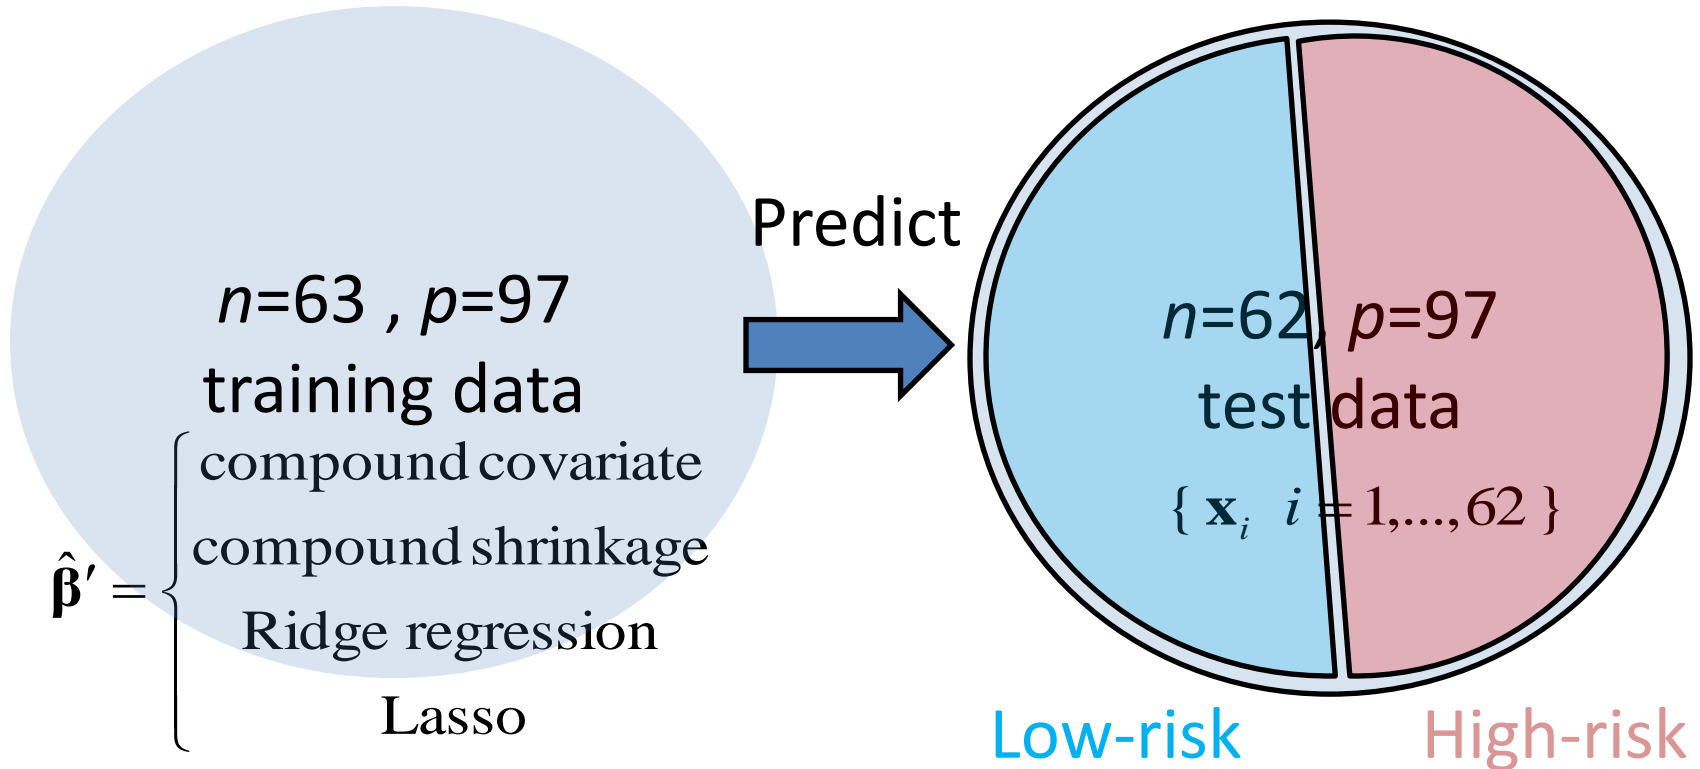 n=63 , p=97
training data
β̂′ = {
compound covariate
compound shrinkage
Ridge regression
Lasso
Predict
n=62, p=97
test data
{ xᵢ i = 1,..., 62 }
Low-risk
High-risk